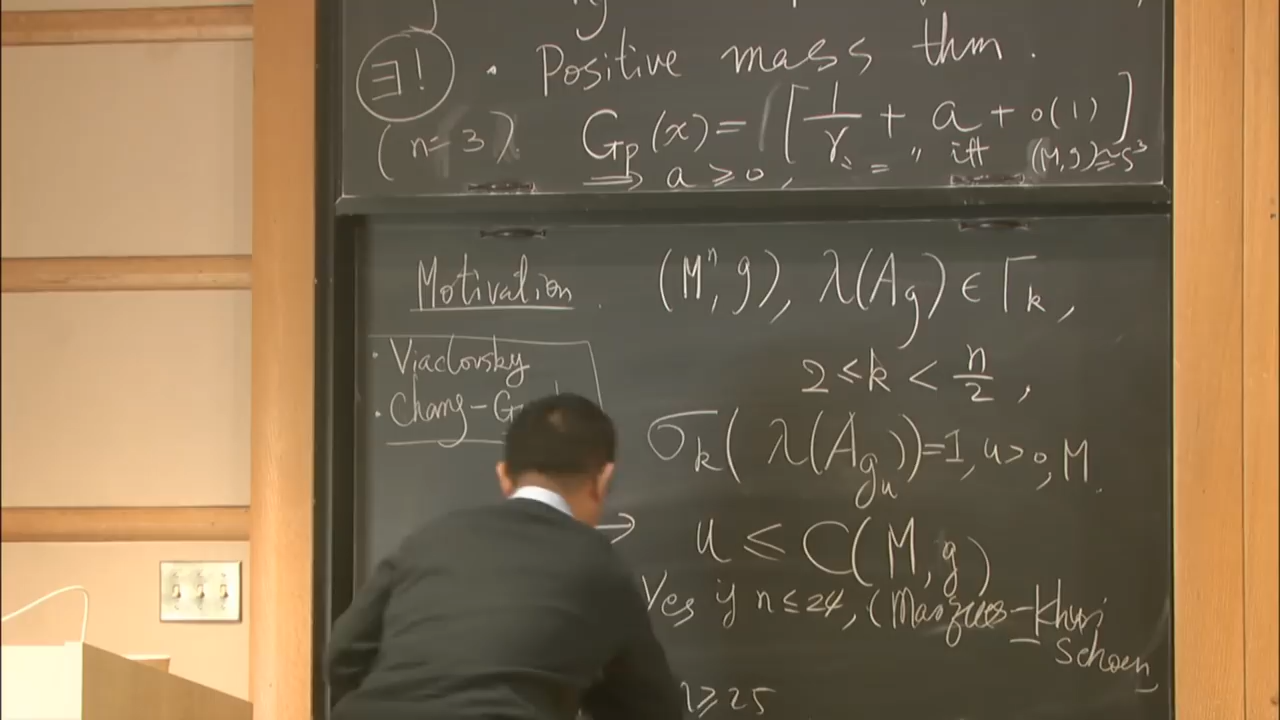 ∃! · Positive mass thm.
(n=3). G_p(x) = [1/r + a + o(1)]
⟹ a ≥ 0, "=" iff (M,g) ≅ S³
Motivation. (Mⁿ, g), λ(A_g) ∈ Γ_k,
· Viaclovsky
2 ≤ k < n/2,
· Chang - G
σ_k(λ(A_{g_u})) = 1, u > 0, M.
→ u ≤ C(M, g)
Yes if n ≤ 24, (Marques - Khuri
Schoen
n ≥ 25